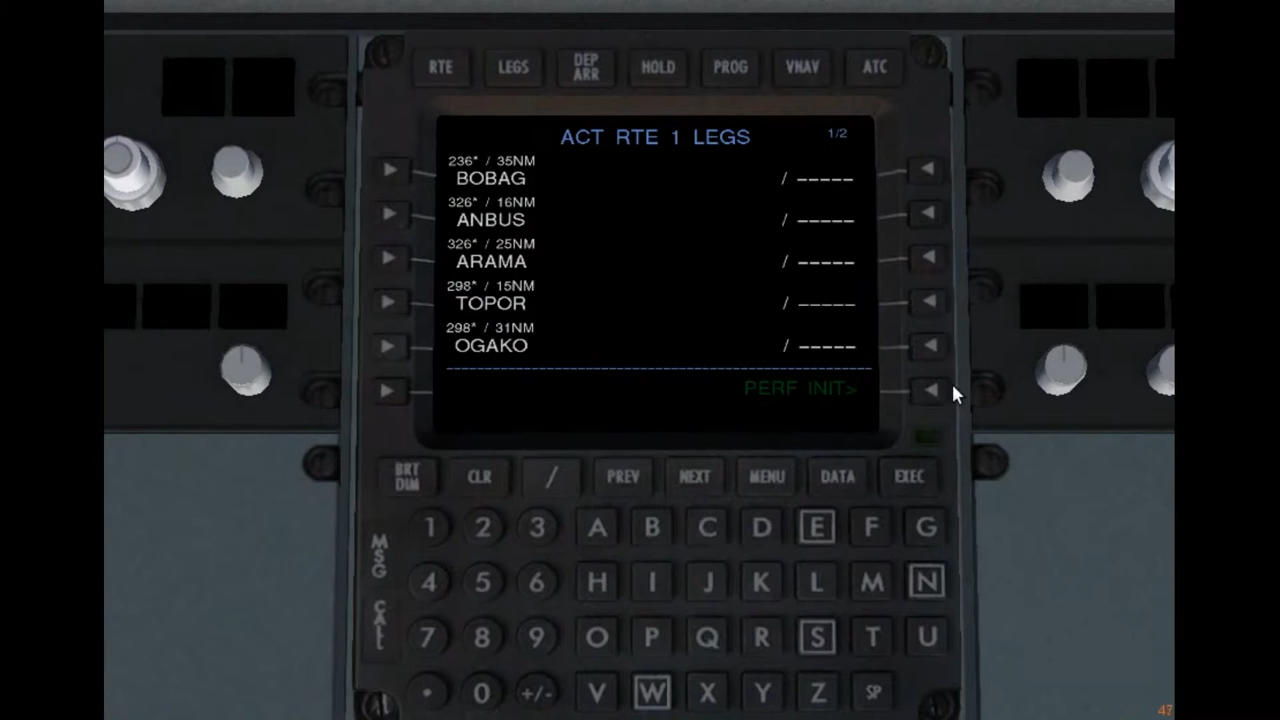 RTE LEGS DEP ARR HOLD PROG VNAV ATC
ACT RTE 1 LEGS 1/2
236° / 35NM
BOBAG / -----
326° / 16NM
ANBUS / -----
326° / 25NM
ARAMA / -----
298° / 15NM
TOPOR / -----
298° / 31NM
OGAKO / -----
PERF INIT>
BRT DIM CLR / PREV NEXT MENU DATA EXEC
MSG CALL
1 2 3 A B C D E F G
4 5 6 H I J K L M N
7 8 9 O P Q R S T U
. 0 +/- V W X Y Z SP
47